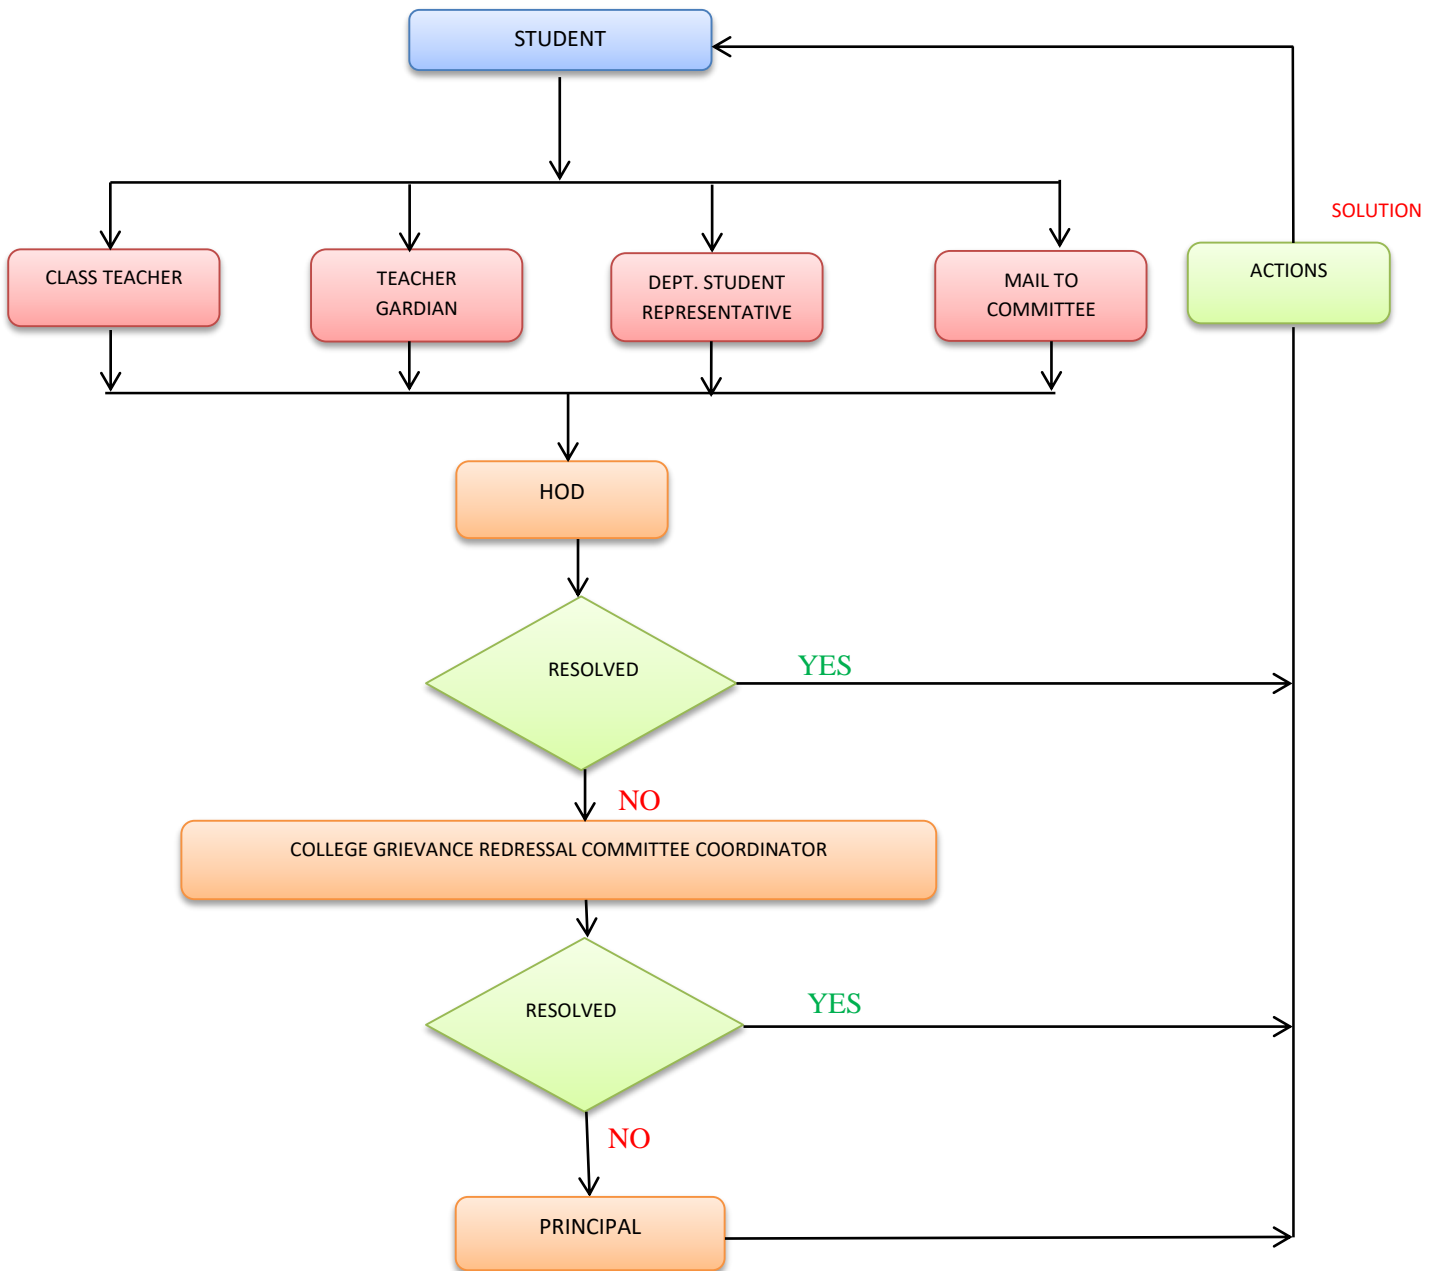 STUDENT
SOLUTION
CLASS TEACHER
TEACHER
GARDIAN
DEPT. STUDENT
REPRESENTATIVE
MAIL TO
COMMITTEE
ACTIONS
HOD
RESOLVED
YES
NO
COLLEGE GRIEVANCE REDRESSAL COMMITTEE COORDINATOR
RESOLVED
YES
NO
PRINCIPAL